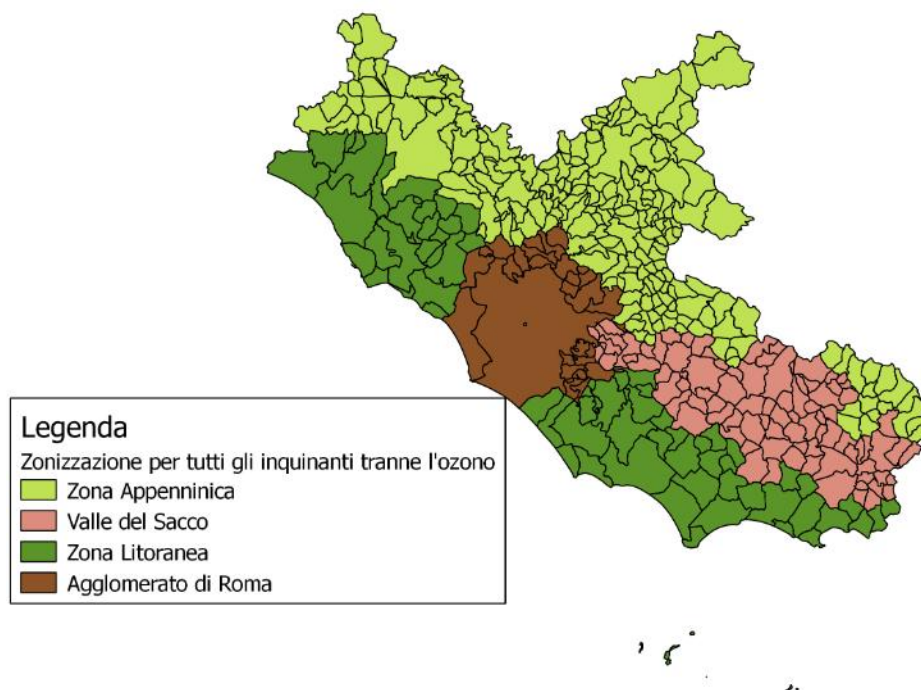 Legenda
Zonizzazione per tutti gli inquinanti tranne l'ozono
Zona Appenninica
Valle del Sacco
Zona Litoranea
Agglomerato di Roma